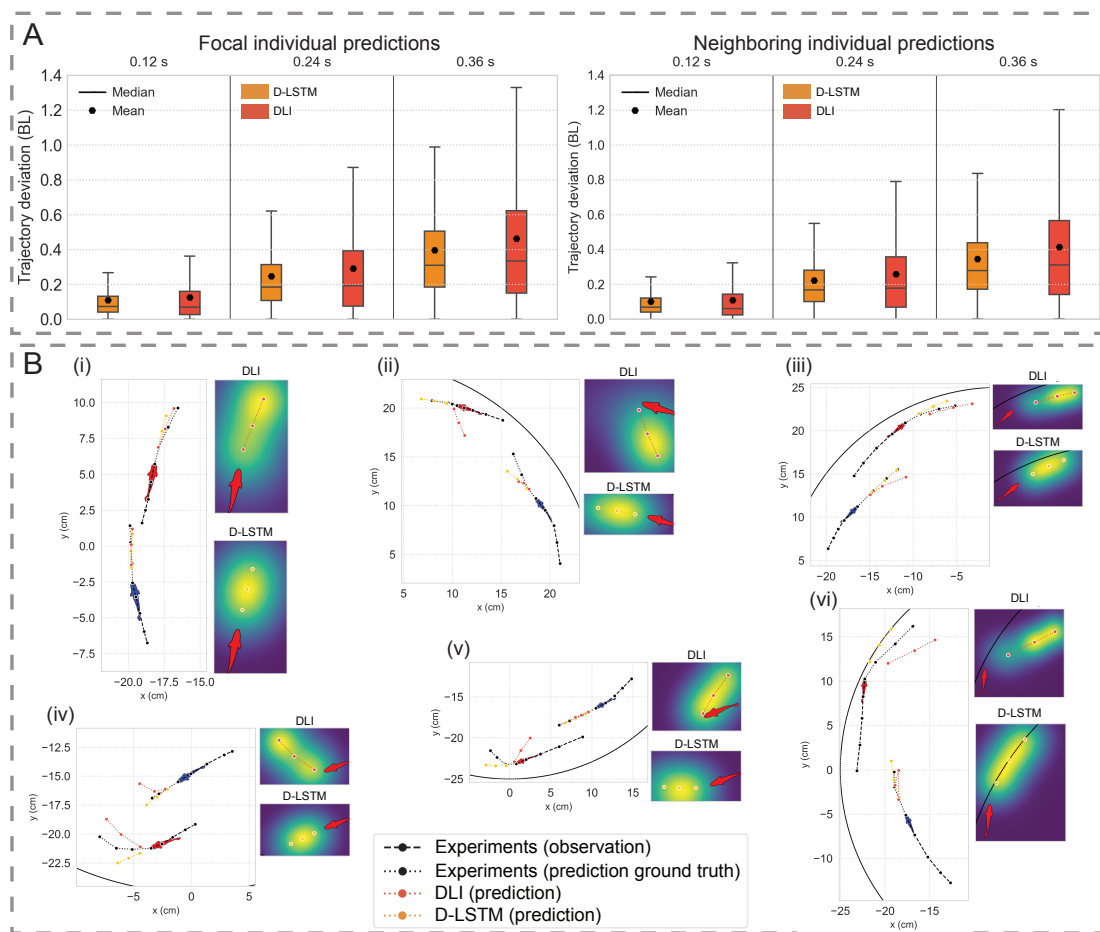 A
Focal individual predictions
0.12 s 0.24 s 0.36 s
Trajectory deviation (BL)
1.4
1.2
1.0
0.8
0.6
0.4
0.2
0.0
Median
Mean
D-LSTM
DLI
Neighboring individual predictions
0.12 s 0.24 s 0.36 s
Trajectory deviation (BL)
1.4
1.2
1.0
0.8
0.6
0.4
0.2
0.0
Median
Mean
D-LSTM
DLI
B
(i)
y (cm)
10.0
7.5
5.0
2.5
0.0
−2.5
−5.0
−7.5
−20.0 −17.5 −15.0
x (cm)
DLI
D-LSTM
(ii)
y (cm)
20
15
10
5
5 10 15 20
x (cm)
DLI
D-LSTM
(iii)
y (cm)
25
20
15
10
5
−20 −15 −10 −5
x (cm)
DLI
D-LSTM
(iv)
y (cm)
−12.5
−15.0
−17.5
−20.0
−22.5
−5 0 5
x (cm)
DLI
D-LSTM
(v)
y (cm)
−15
−20
−25
0 5 10 15
x (cm)
DLI
D-LSTM
(vi)
y (cm)
15
10
5
0
−5
−10
−25 −20 −15
x (cm)
DLI
D-LSTM
Experiments (observation)
Experiments (prediction ground truth)
DLI (prediction)
D-LSTM (prediction)